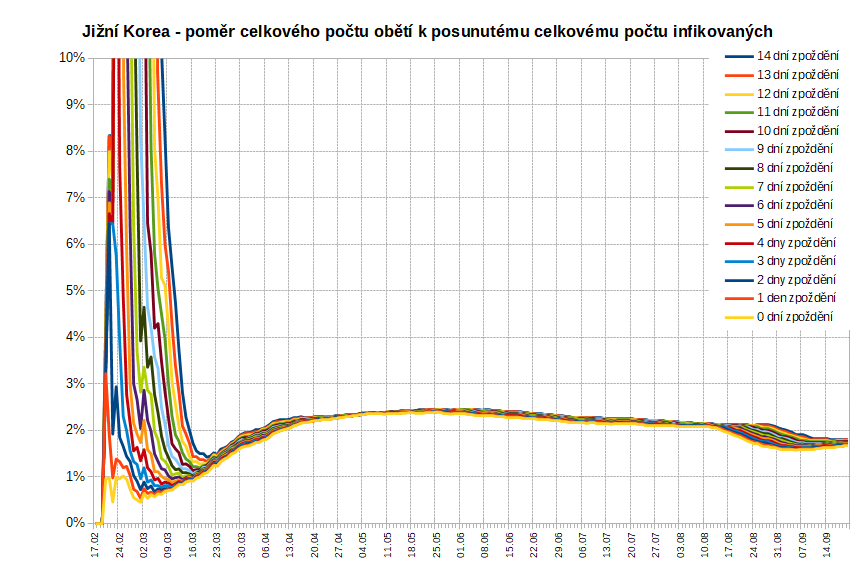 Jižní Korea - poměr celkového počtu obětí k posunutému celkovému počtu infikovaných
10%
9%
8%
7%
6%
5%
4%
3%
2%
1%
0%
14 dní zpoždění
13 dní zpoždění
12 dní zpoždění
11 dní zpoždění
10 dní zpoždění
9 dní zpoždění
8 dní zpoždění
7 dní zpoždění
6 dní zpoždění
5 dní zpoždění
4 dny zpoždění
3 dny zpoždění
2 dny zpoždění
1 den zpoždění
0 dní zpoždění
17.02
24.02
02.03
09.03
16.03
23.03
30.03
06.04
13.04
20.04
27.04
04.05
11.05
18.05
25.05
01.06
08.06
15.06
22.06
29.06
06.07
13.07
20.07
27.07
03.08
10.08
17.08
24.08
31.08
07.09
14.09